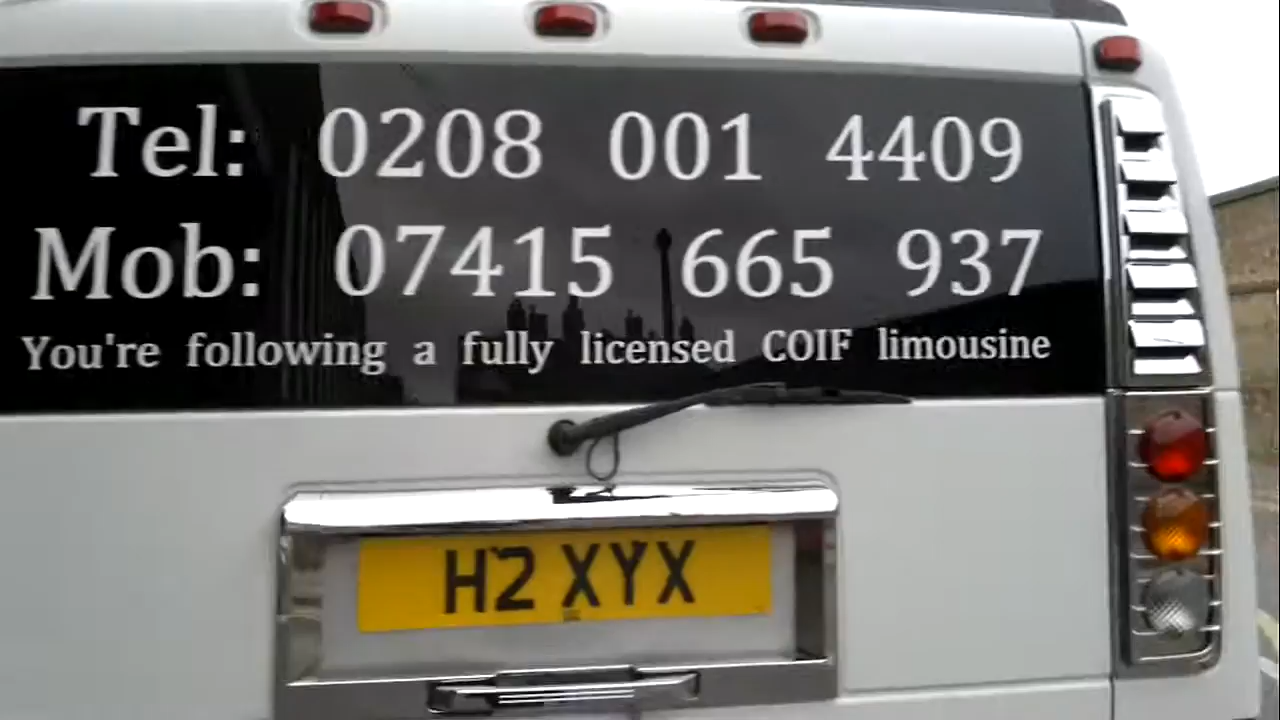 Tel: 0208 001 4409
Mob: 07415 665 937
You're following a fully licensed COIF limousine
H2 XYX